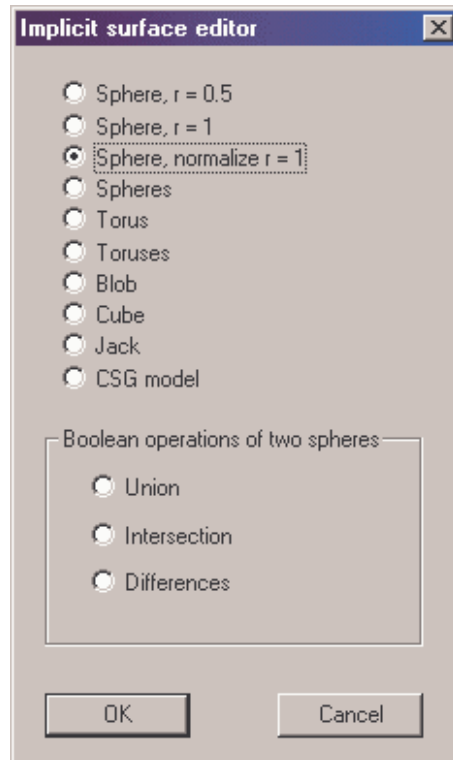 Implicit surface editor
Sphere, r = 0.5
Sphere, r = 1
Sphere, normalize r = 1
Spheres
Torus
Toruses
Blob
Cube
Jack
CSG model
Boolean operations of two spheres
Union
Intersection
Differences
OK
Cancel